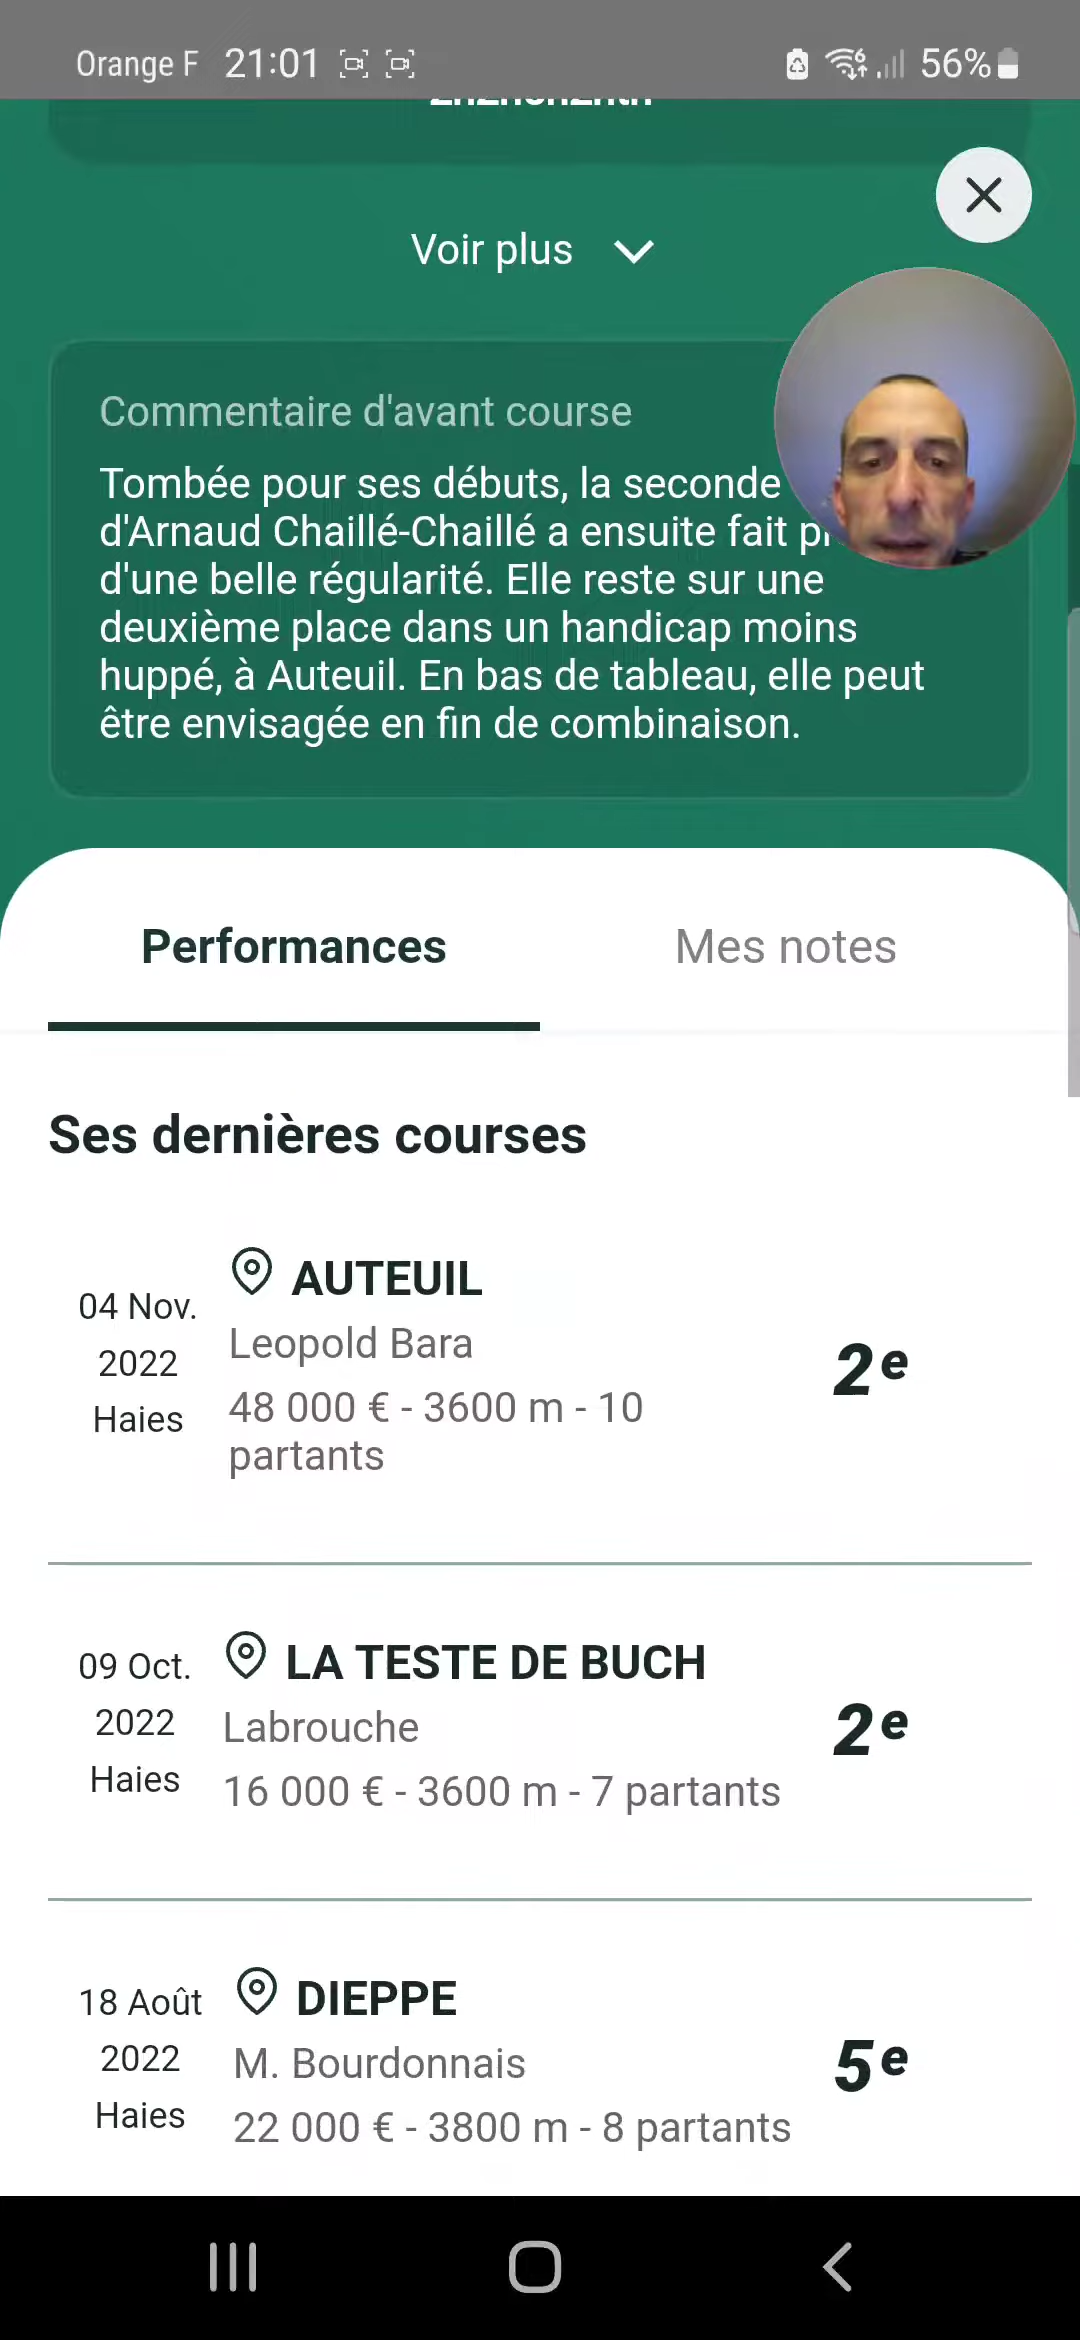 Orange F 21:01 56%
Voir plus
Commentaire d'avant course
Tombée pour ses débuts, la seconde
d'Arnaud Chaillé-Chaillé a ensuite fait
d'une belle régularité. Elle reste sur une
deuxième place dans un handicap moins
huppé, à Auteuil. En bas de tableau, elle peut
être envisagée en fin de combinaison.
Performances Mes notes
Ses dernières courses
04 Nov. 2022 Haies
AUTEUIL
Leopold Bara
48 000 € - 3600 m - 10
partants
2e
09 Oct. 2022 Haies
LA TESTE DE BUCH
Labrouche
16 000 € - 3600 m - 7 partants
2e
18 Août 2022 Haies
DIEPPE
M. Bourdonnais
22 000 € - 3800 m - 8 partants
5e